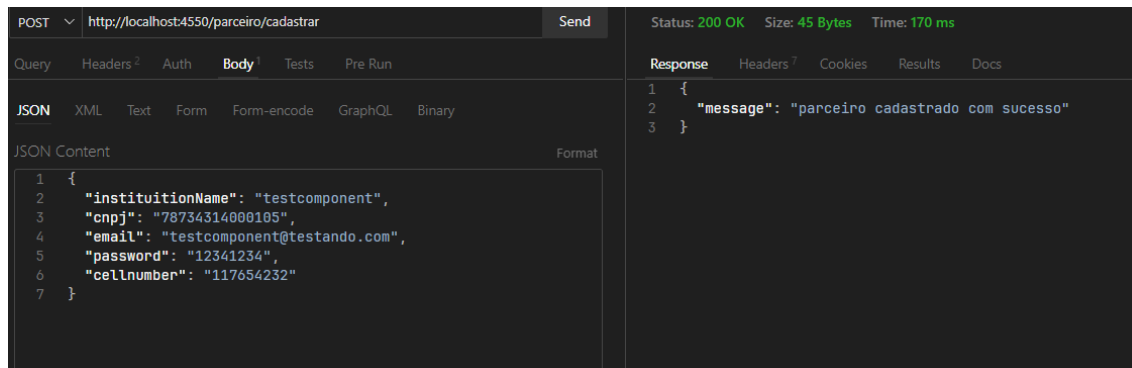 POST http://localhost:4550/parceiro/cadastrar Send
Status: 200 OK Size: 45 Bytes Time: 170 ms
Query Headers 2 Auth Body 1 Tests Pre Run
Response Headers 7 Cookies Results Docs
JSON XML Text Form Form-encode GraphQL Binary
JSON Content Format
1 {
2 "instituitionName": "testcomponent",
3 "cnpj": "78734314000105",
4 "email": "testcomponent@testando.com",
5 "password": "12341234",
6 "cellnumber": "117654232"
7 }
1 {
2 "message": "parceiro cadastrado com sucesso"
3 }